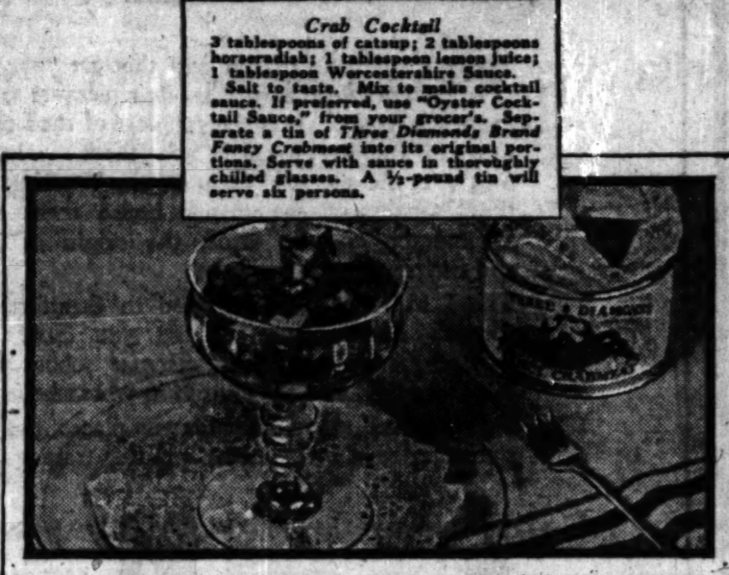 Crab Cocktail
3 tablespoons of catsup; 2 tablespoons
horseradish; 1 tablespoon lemon juice;
1 tablespoon Worcestershire Sauce.
Salt to taste. Mix to make cocktail
sauce. If preferred, use "Oyster Cock-
tail Sauce," from your grocer's. Sep-
arate a tin of Three Diamonds Brand
Fancy Crabmeat into its original por-
tions. Serve with sauce in thoroughly
chilled glasses. A ½-pound tin will
serve six persons.
DIAMOND
CRABMEAT